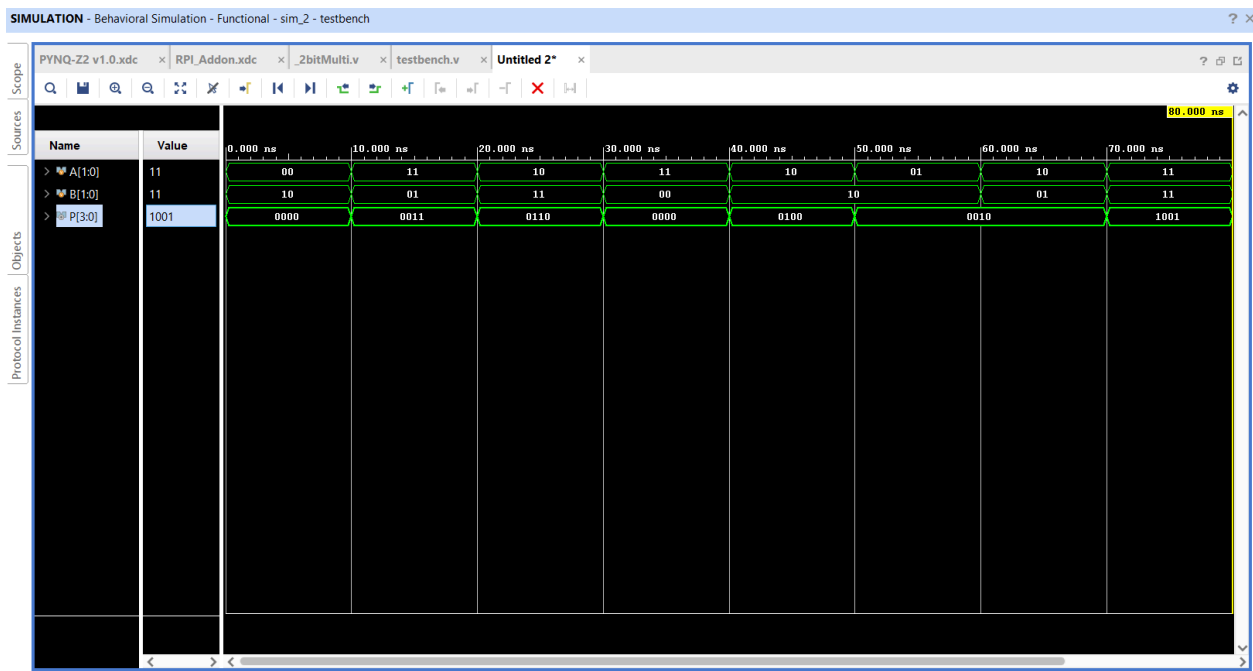 SIMULATION - Behavioral Simulation - Functional - sim_2 - testbench ? ×
Scope
Sources
Objects
Protocol Instances
PYNQ-Z2 v1.0.xdc × RPI_Addon.xdc × _2bitMulti.v × testbench.v × Untitled 2* × ?
80.000 ns
Name Value 0.000 ns 10.000 ns 20.000 ns 30.000 ns 40.000 ns 50.000 ns 60.000 ns 70.000 ns
A[1:0] 11 00 11 10 11 10 01 10 11
B[1:0] 11 10 01 11 00 10 01 11
P[3:0] 1001 0000 0011 0110 0000 0100 0010 1001